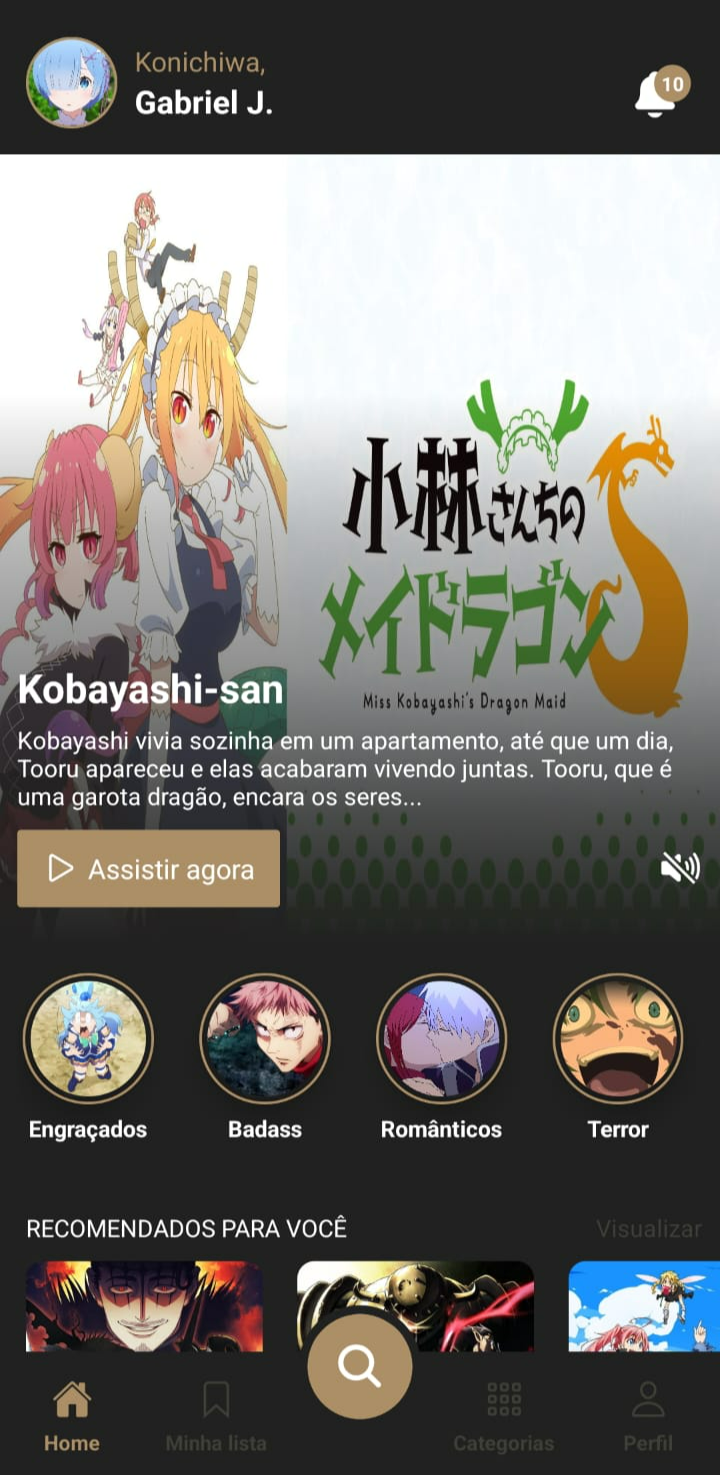 Konichiwa,
Gabriel J.
10
小林さんちの
メイドラゴン
S
Miss Kobayashi's Dragon Maid
Kobayashi-san
Kobayashi vivia sozinha em um apartamento, até que um dia,
Tooru apareceu e elas acabaram vivendo juntas. Tooru, que é
uma garota dragão, encara os seres...
Assistir agora
Engraçados Badass Românticos Terror
RECOMENDADOS PARA VOCÊ Visualizar
Home Minha lista Categorias Perfil